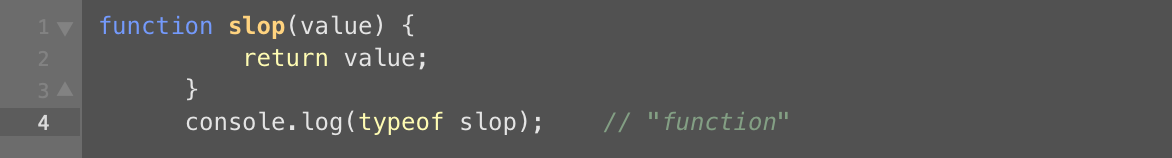 1 function slop(value) {
2 return value;
3 }
4 console.log(typeof slop); // "function"